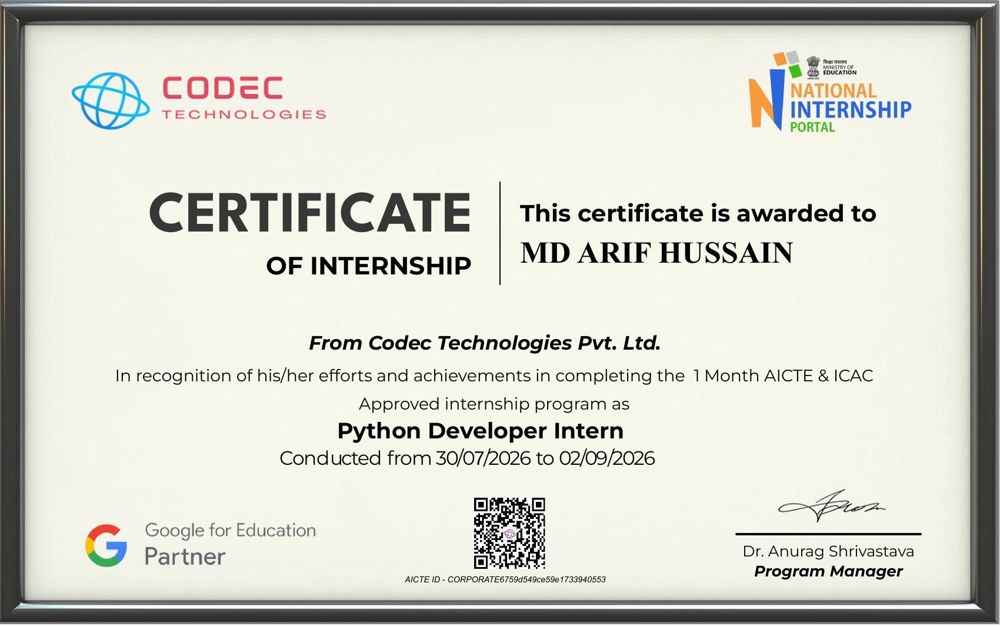 CODEC
TECHNOLOGIES
शिक्षा मंत्रालय
MINISTRY OF
EDUCATION
NATIONAL
INTERNSHIP
PORTAL
CERTIFICATE
OF INTERNSHIP
This certificate is awarded to
MD ARIF HUSSAIN
From Codec Technologies Pvt. Ltd.
In recognition of his/her efforts and achievements in completing the 1 Month AICTE & ICAC
Approved internship program as
Python Developer Intern
Conducted from 30/07/2026 to 02/09/2026
Google for Education
Partner
AICTE ID - CORPORATE6759d549ce59e1733940553
Dr. Anurag Shrivastava
Program Manager